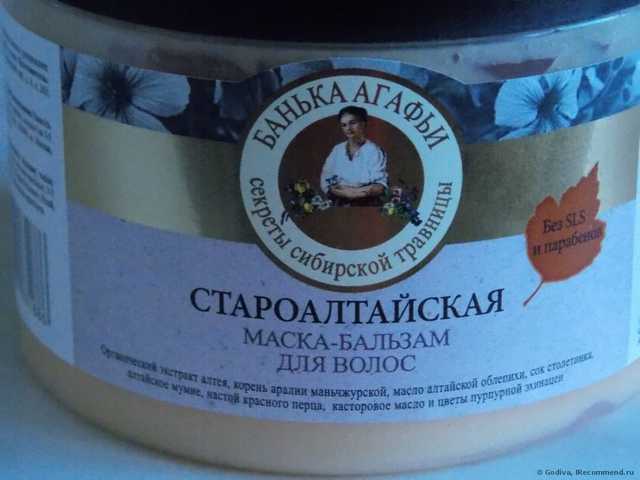 БАНЬКА АГАФЬИ
секреты сибирской травницы
Без SLS
и парабенов
СТАРОАЛТАЙСКАЯ
МАСКА-БАЛЬЗАМ
ДЛЯ ВОЛОС
Органический экстракт алтея, корень аралии маньчжурской, масло алтайской облепихи, сок столетника,
алтайское мумие, настой красного перца, касторовое масло и цветы пурпурной эхинацеи
© Godiva, IRecommend.ru